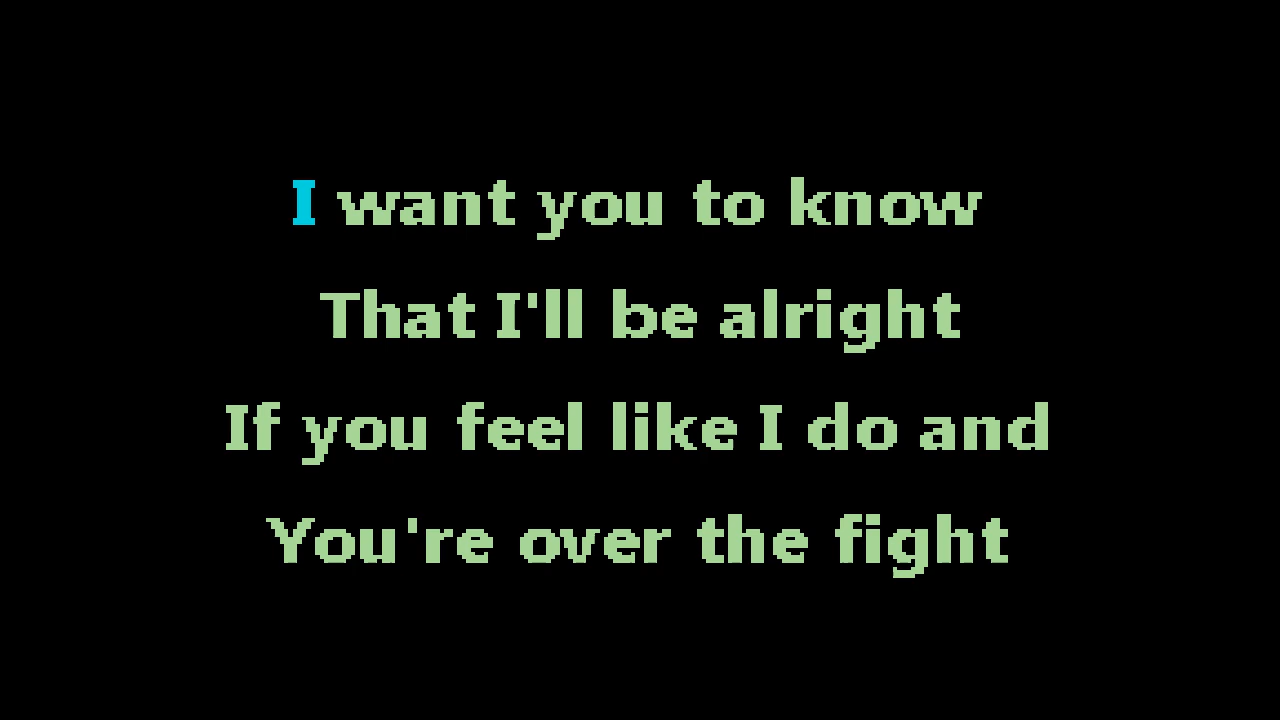 I want you to know
That I'll be alright
If you feel like I do and
You're over the fight